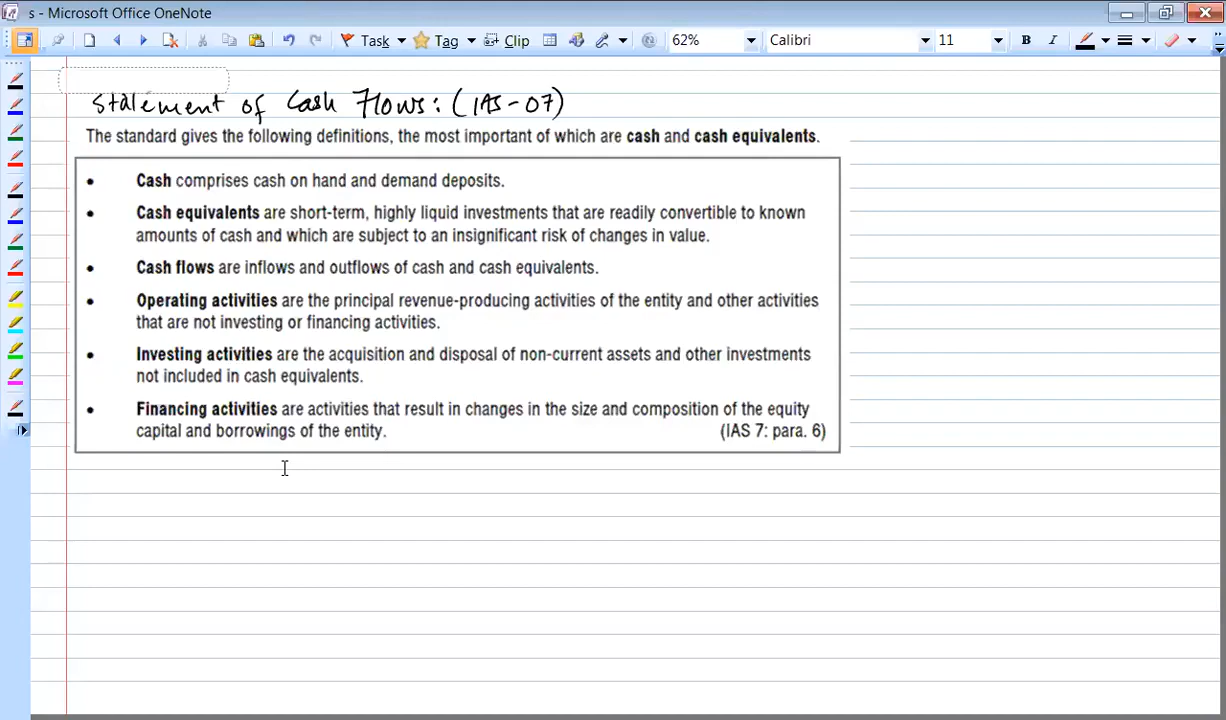 s - Microsoft Office OneNote
Task Tag Clip 62% Calibri 11 B I
Statement of Cash Flows: (IAS-07)
The standard gives the following definitions, the most important of which are cash and cash equivalents.
• Cash comprises cash on hand and demand deposits.
• Cash equivalents are short-term, highly liquid investments that are readily convertible to known
amounts of cash and which are subject to an insignificant risk of changes in value.
• Cash flows are inflows and outflows of cash and cash equivalents.
• Operating activities are the principal revenue-producing activities of the entity and other activities
that are not investing or financing activities.
• Investing activities are the acquisition and disposal of non-current assets and other investments
not included in cash equivalents.
• Financing activities are activities that result in changes in the size and composition of the equity
capital and borrowings of the entity. (IAS 7: para. 6)